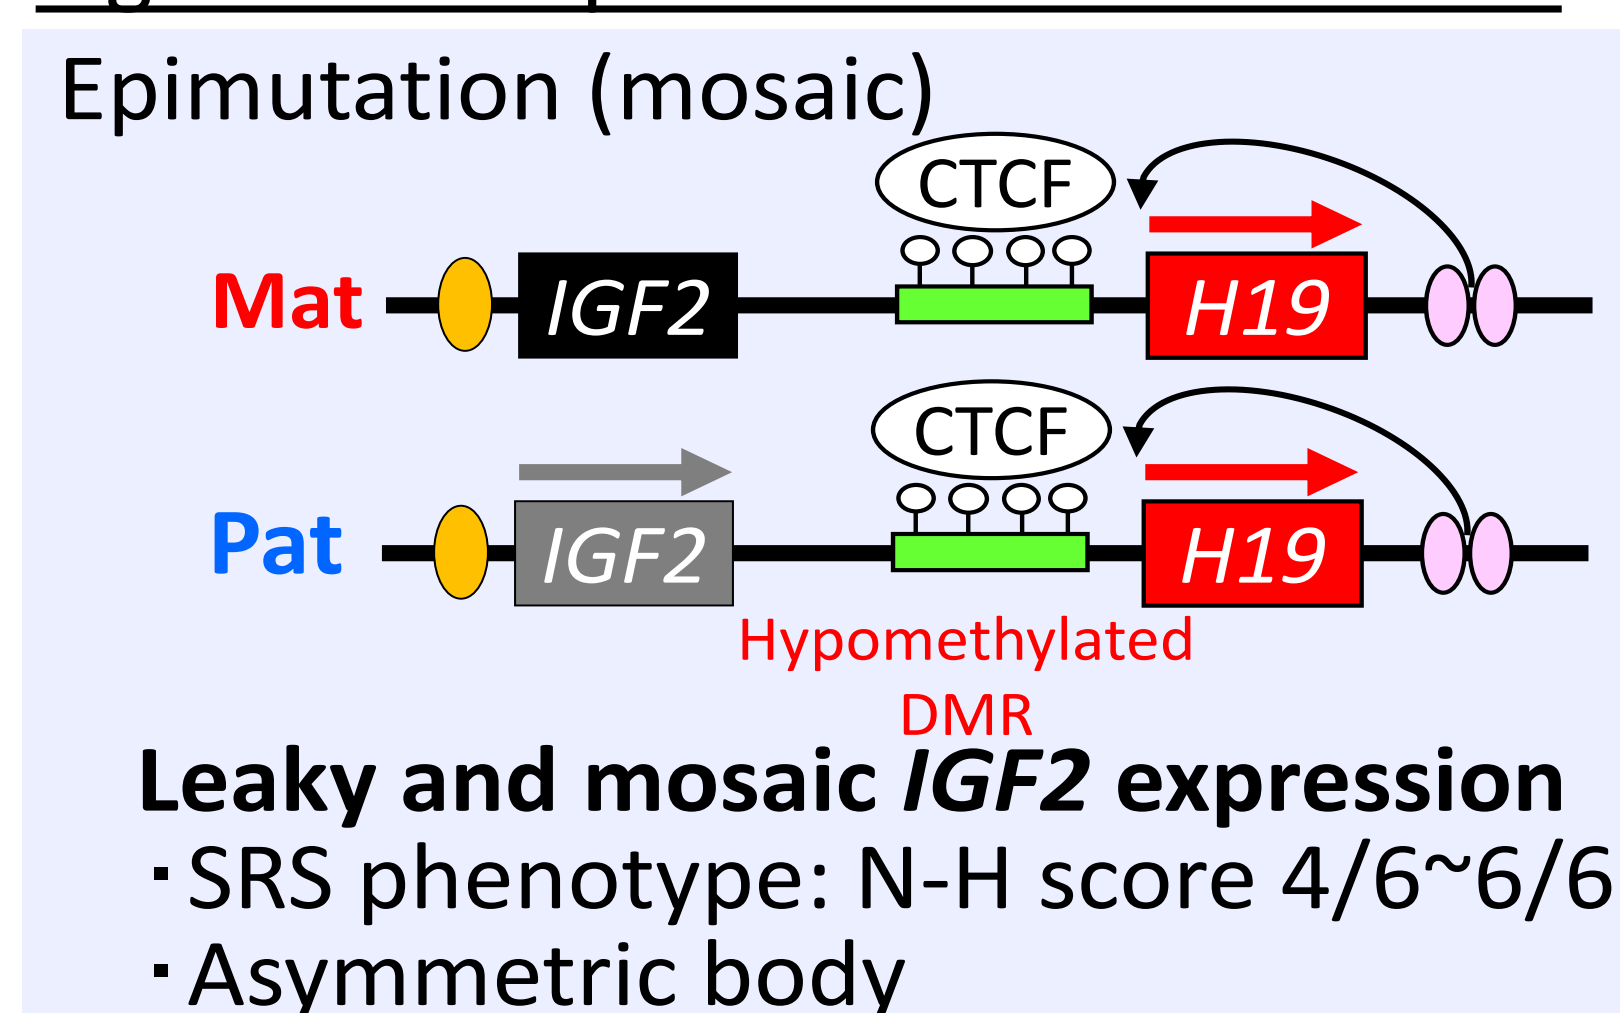 Epimutation (mosaic)
CTCF
Mat IGF2 H19
CTCF
Pat IGF2 H19
Hypomethylated
DMR
Leaky and mosaic IGF2 expression
· SRS phenotype: N-H score 4/6~6/6
· Asymmetric body